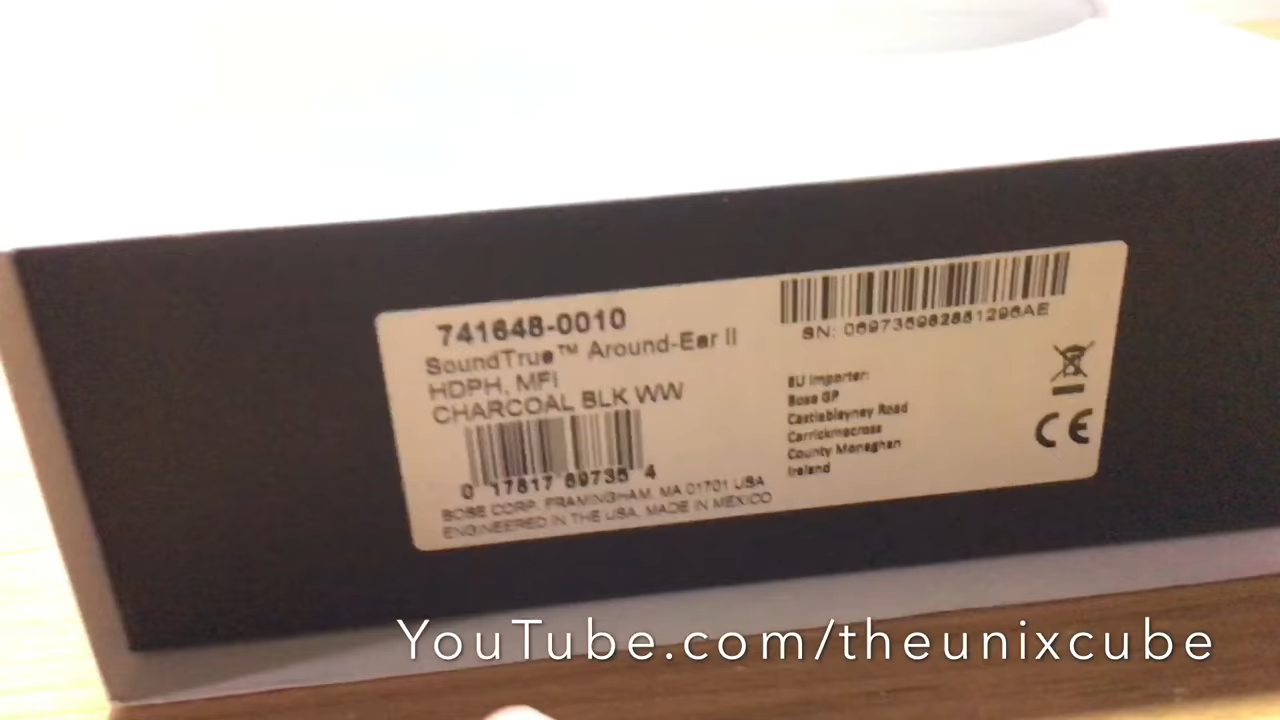 741648-0010
SoundTrue™ Around-Ear II
HDPH, MFI
CHARCOAL BLK WW
0 17817 69735 4
BOSE CORP. FRAMINGHAM, MA 01701 USA
ENGINEERED IN THE USA, MADE IN MEXICO
SN:
EU Importer:
Bose GP
Castleblayney Road
Carrickmacross
County Monaghan
Ireland
CE
YouTube.com/theunixcube